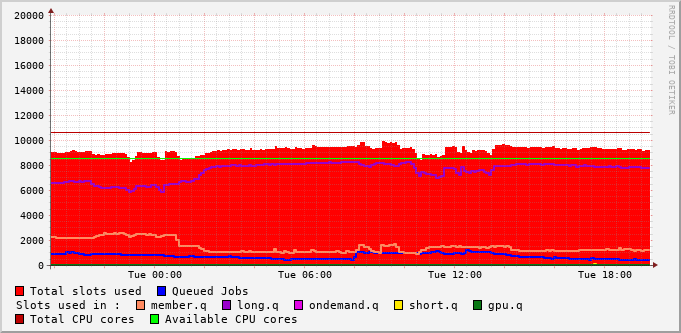 20000
18000
16000
14000
12000
10000
8000
6000
4000
2000
0
Tue 00:00 Tue 06:00 Tue 12:00 Tue 18:00
RRDTOOL / TOBI OETIKER
Total slots used Queued Jobs
Slots used in : member.q long.q ondemand.q short.q gpu.q
Total CPU cores Available CPU cores